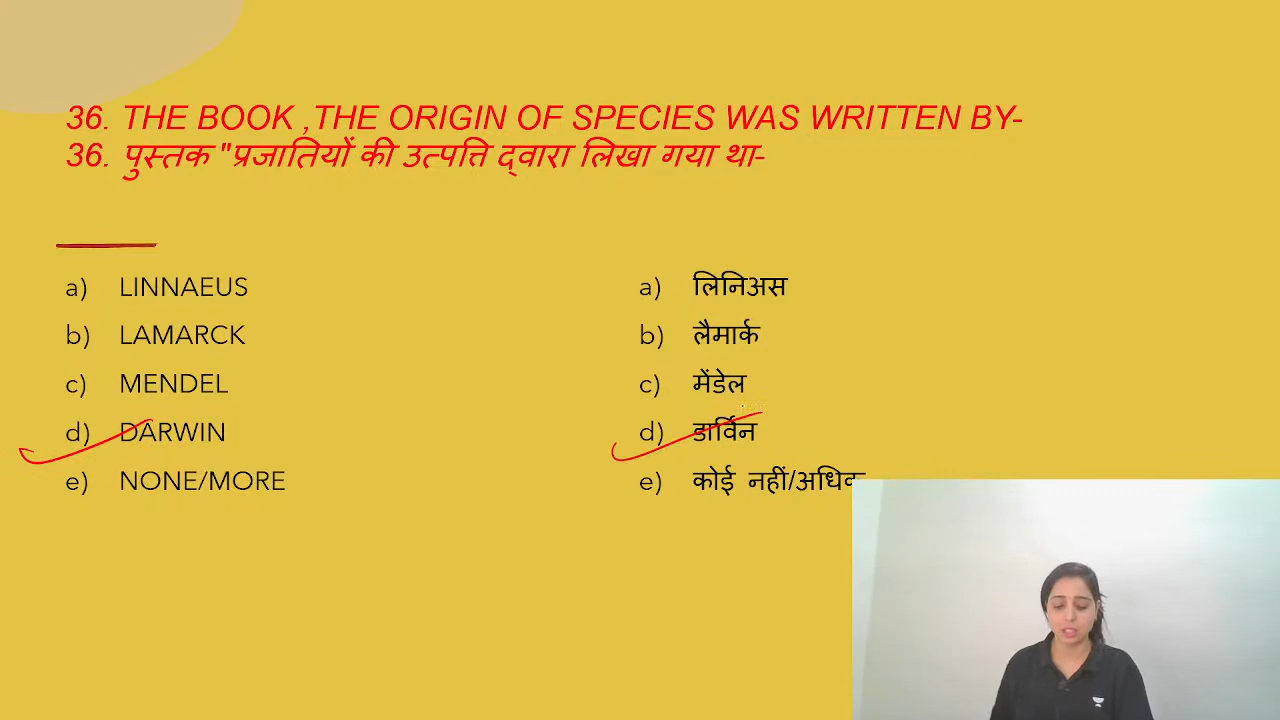 36. THE BOOK ,THE ORIGIN OF SPECIES WAS WRITTEN BY-
36. पुस्तक "प्रजातियों की उत्पत्ति द्वारा लिखा गया था-
a) LINNAEUS
b) LAMARCK
c) MENDEL
d) DARWIN
e) NONE/MORE
a) लिनिअस
b) लैमार्क
c) मेंडेल
d) डार्विन
e) कोई नहीं/अधिक